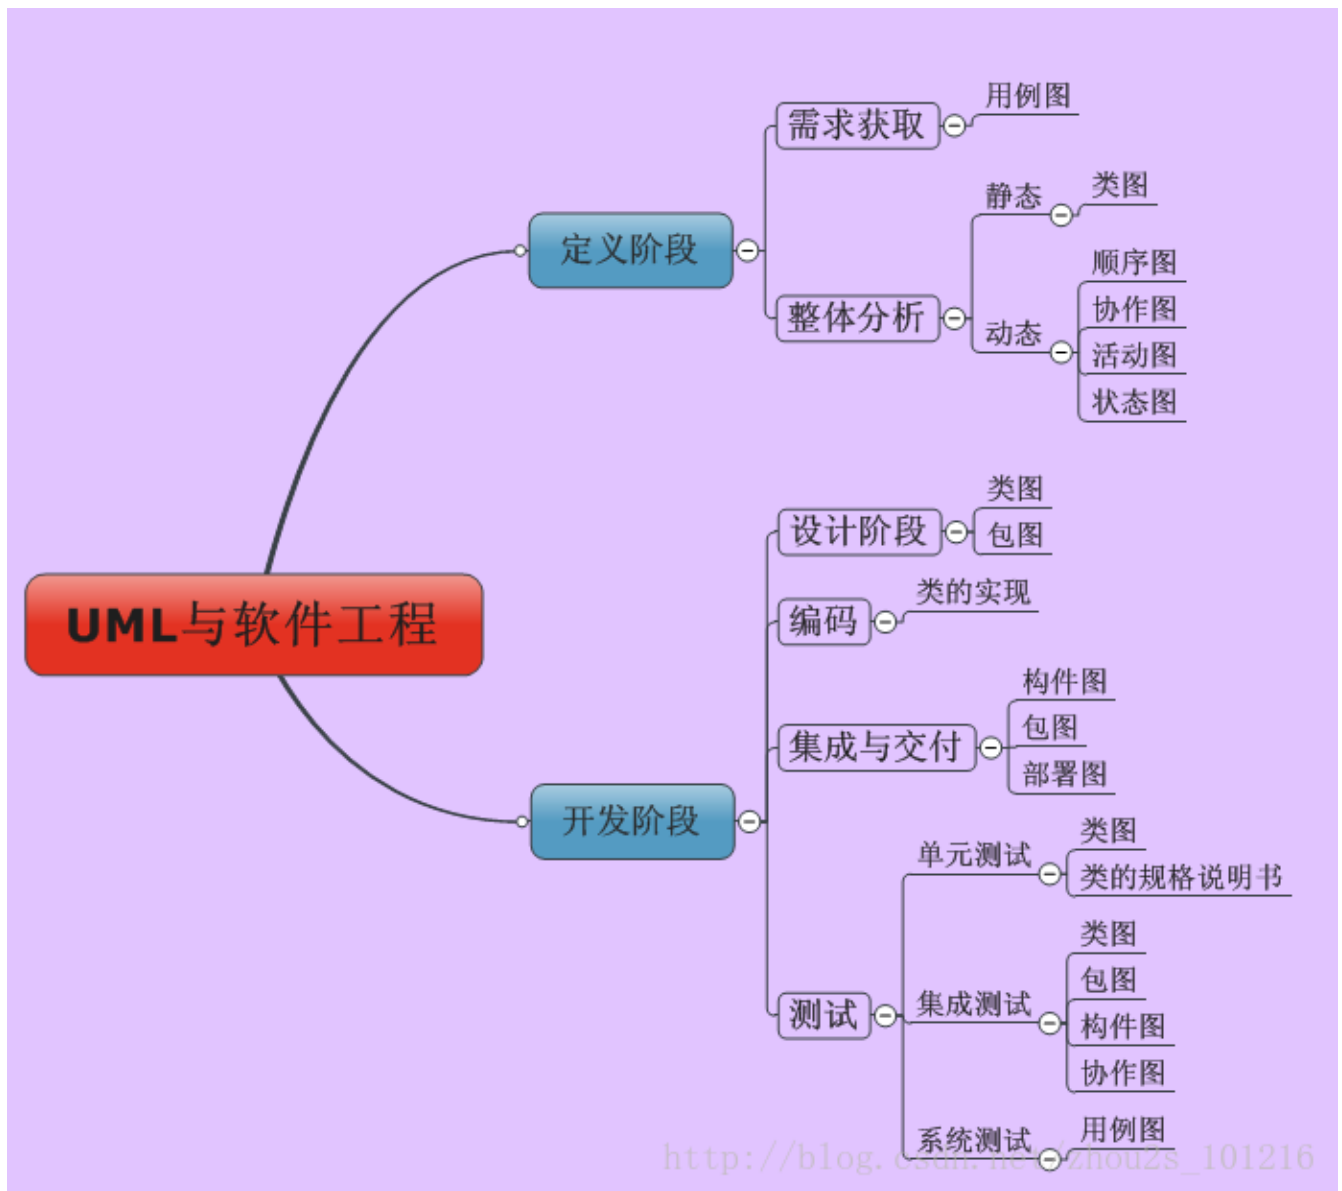 UML与软件工程
定义阶段
需求获取
用例图
整体分析
静态
类图
动态
顺序图
协作图
活动图
状态图
开发阶段
设计阶段
类图
包图
编码
类的实现
集成与交付
构件图
包图
部署图
测试
单元测试
类图
类的规格说明书
集成测试
类图
包图
构件图
协作图
系统测试
用例图
http://blog.csdn.net/zhou2s_101216